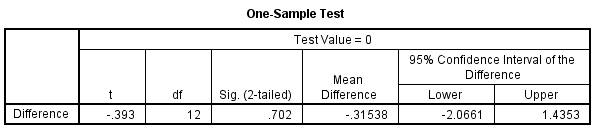 One-Sample Test
Test Value = 0
95% Confidence Interval of the
Difference
Mean
t df Sig. (2-tailed) Difference Lower Upper
Difference -.393 12 .702 -.31538 -2.0661 1.4353